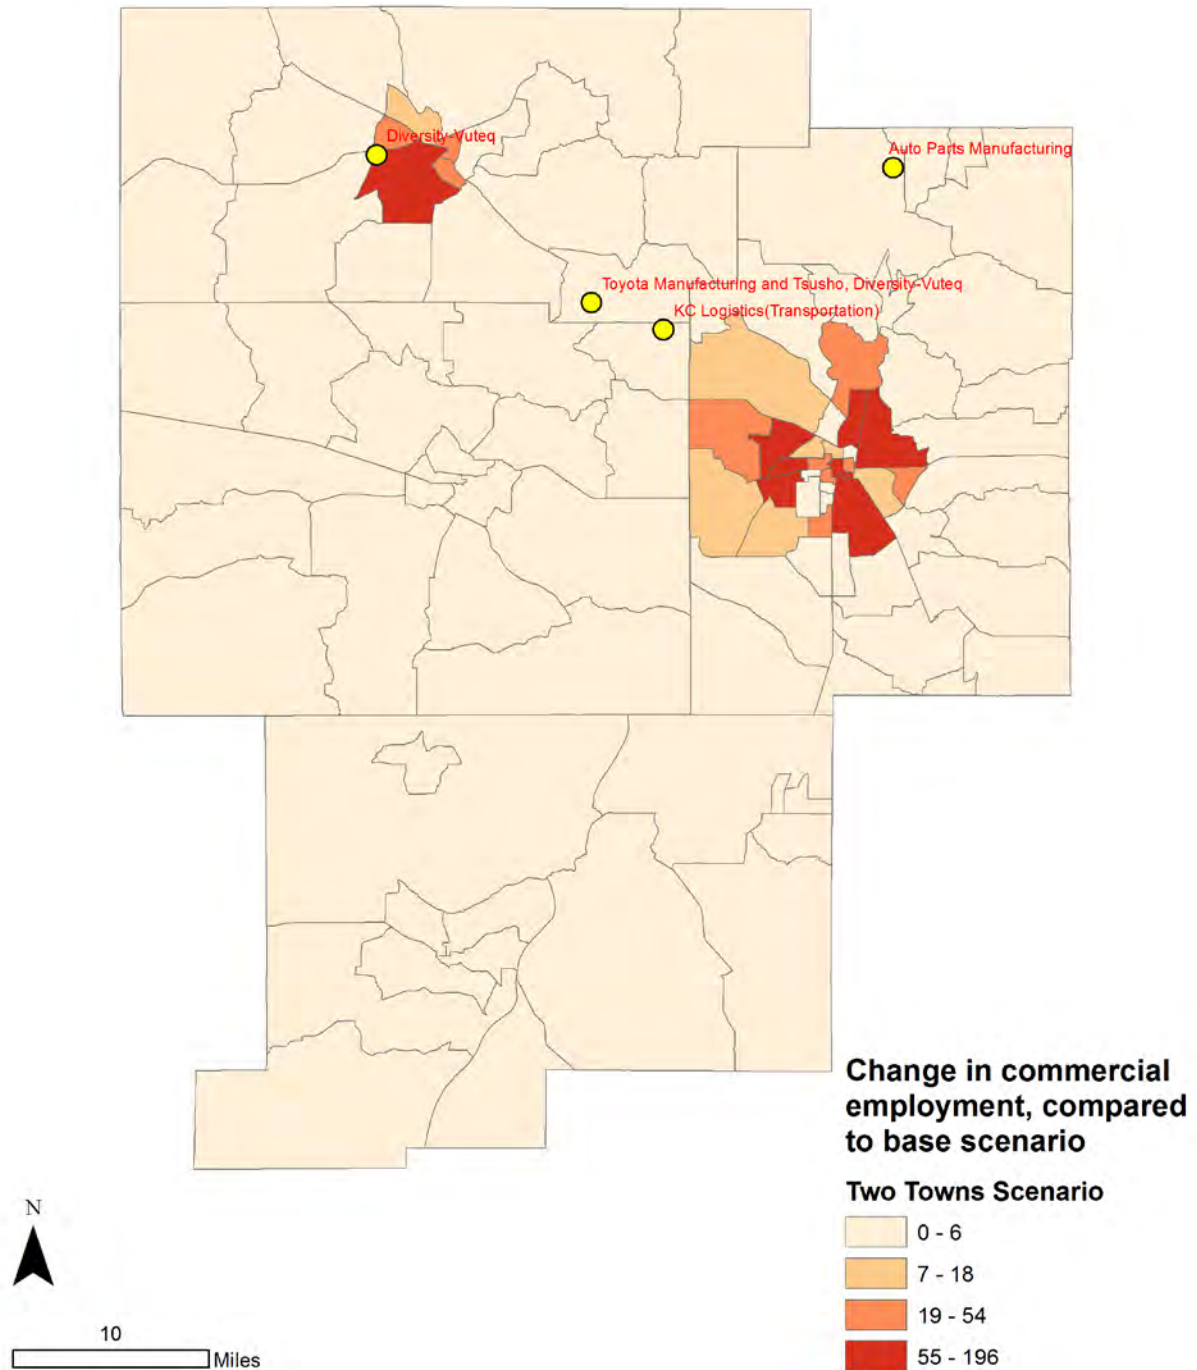 Diversity-Vuteq
Auto Parts Manufacturing
Toyota Manufacturing and Tsusho, Diversity-Vuteq
KC Logistics(Transportation)
Change in commercial
employment, compared
to base scenario
Two Towns Scenario
0 - 6
7 - 18
19 - 54
55 - 196
N
10
Miles